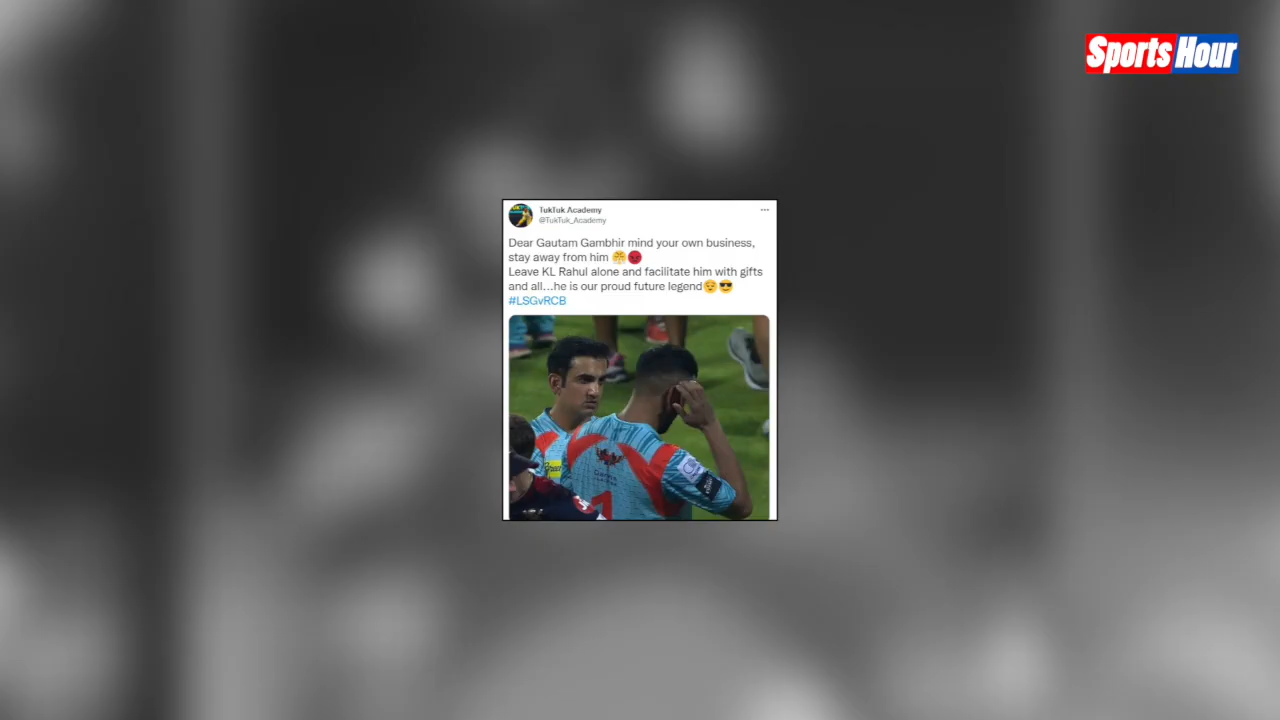 Sports Hour
TukTuk Academy
@TukTuk_Academy
Dear Gautam Gambhir mind your own business,
stay away from him 😤😡
Leave KL Rahul alone and facilitate him with gifts
and all...he is our proud future legend😌😎
#LSGvRCB
1